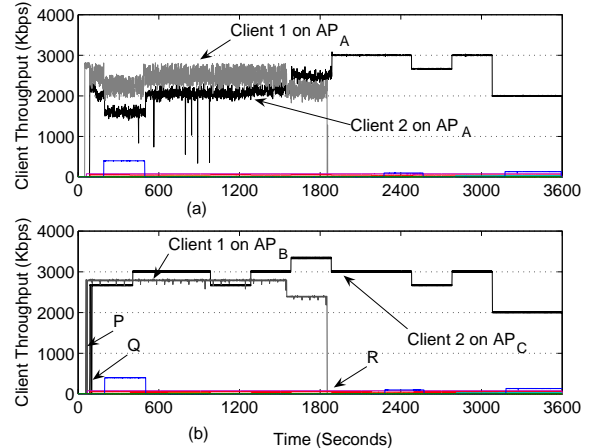 Client Throughput (Kbps)
4000
3000
2000
1000
0
Client 1 on AP A
Client 2 on AP A
0 600 1200 1800 2400 3000 3600
(a)
Client Throughput (Kbps)
4000
3000
2000
1000
0
Client 1 on AP B
P
Q
R
Client 2 on AP C
0 600 1200 1800 2400 3000 3600
(b)
Time (Seconds)